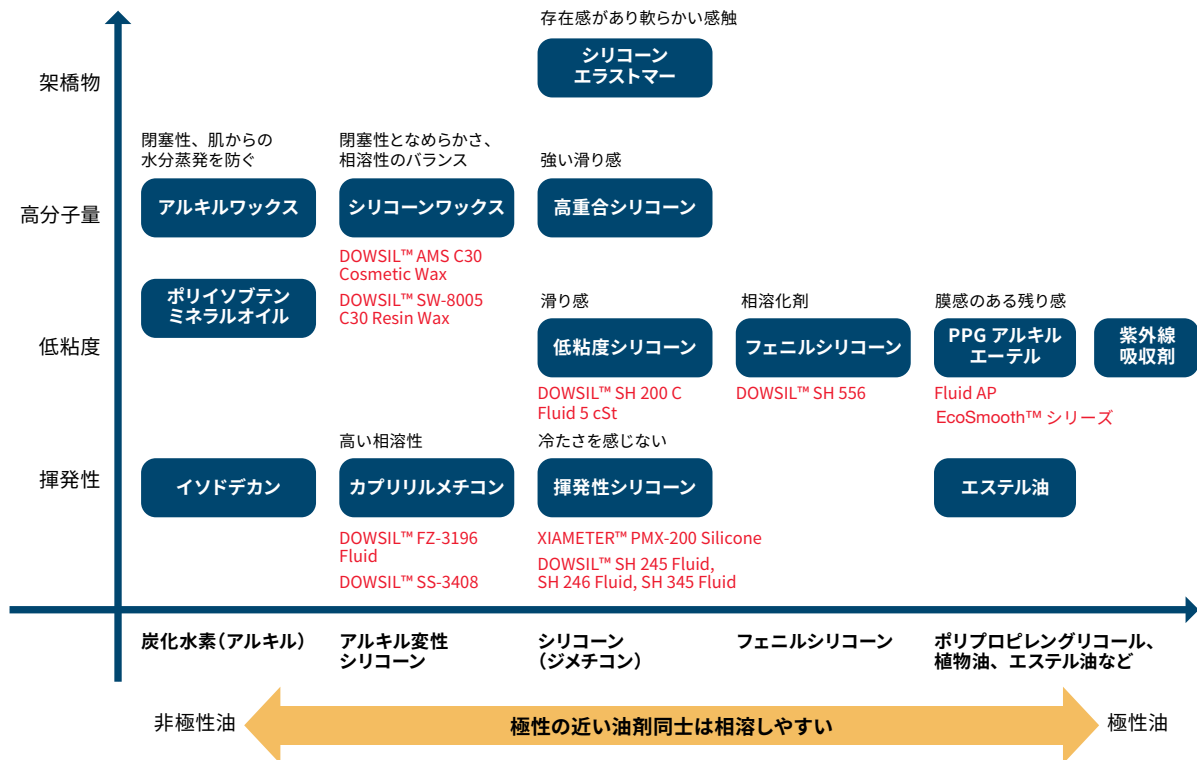 存在感があり軟らかい感触
シリコーン
エラストマー
架橋物
閉塞性、肌からの
水分蒸発を防ぐ
閉塞性となめらかさ、
相溶性のバランス
強い滑り感
高分子量
アルキルワックス
シリコーンワックス
高重合シリコーン
DOWSIL™ AMS C30
Cosmetic Wax
DOWSIL™ SW-8005
C30 Resin Wax
ポリイソブテン
ミネラルオイル
滑り感
相溶化剤
膜感のある残り感
低粘度
低粘度シリコーン
フェニルシリコーン
PPG アルキル
エーテル
紫外線
吸収剤
DOWSIL™ SH 200 C
Fluid 5 cSt
DOWSIL™ SH 556
Fluid AP
EcoSmooth™ シリーズ
高い相溶性
冷たさを感じない
揮発性
イソドデカン
カプリリルメチコン
揮発性シリコーン
エステル油
DOWSIL™ FZ-3196
Fluid
DOWSIL™ SS-3408
XIAMETER™ PMX-200 Silicone
DOWSIL™ SH 245 Fluid,
SH 246 Fluid, SH 345 Fluid
炭化水素（アルキル）
アルキル変性
シリコーン
シリコーン
（ジメチコン）
フェニルシリコーン
ポリプロピレングリコール、
植物油、エステル油など
非極性油
極性の近い油剤同士は相溶しやすい
極性油